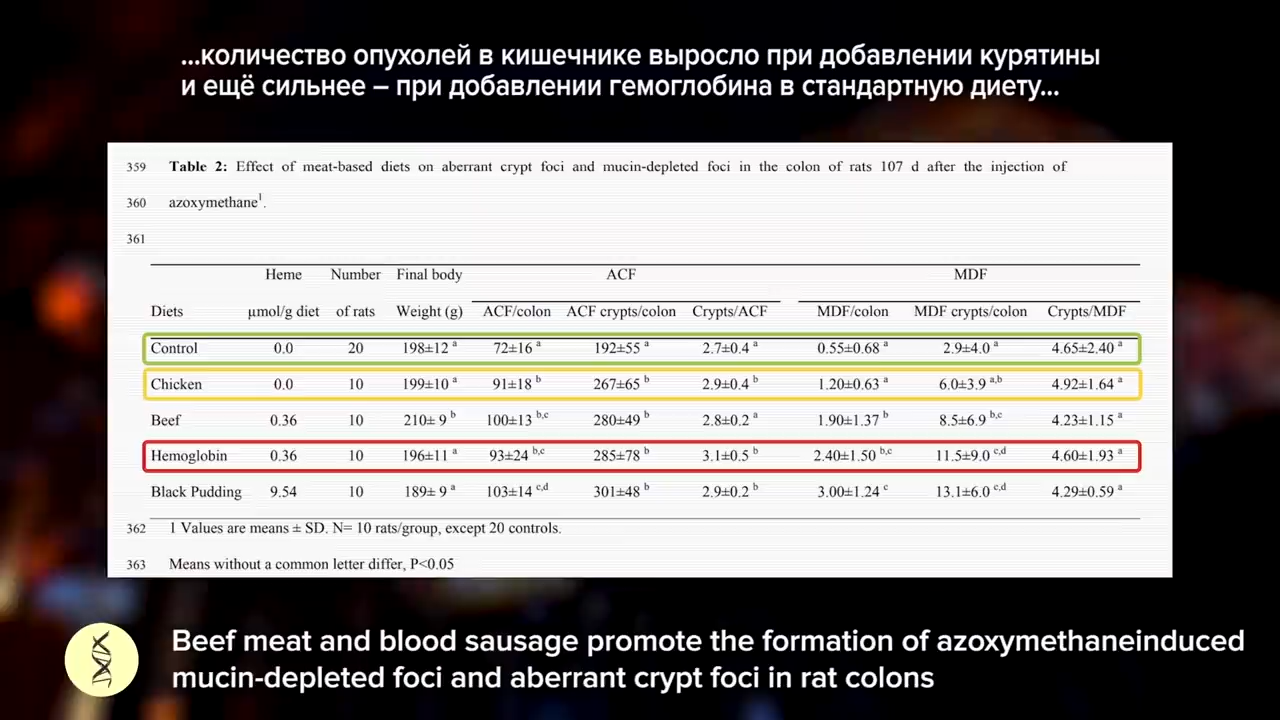 ...количество опухолей в кишечнике выросло при добавлении курятины
и ещё сильнее – при добавлении гемоглобина в стандартную диету...
359 Table 2: Effect of meat-based diets on aberrant crypt foci and mucin-depleted foci in the colon of rats 107 d after the injection of
360 azoxymethane¹.
361
Heme Number Final body ACF MDF
Diets µmol/g diet of rats Weight (g) ACF/colon ACF crypts/colon Crypts/ACF MDF/colon MDF crypts/colon Crypts/MDF
Control 0.0 20 198±12 a 72±16 a 192±55 a 2.7±0.4 a 0.55±0.68 a 2.9±4.0 a 4.65±2.40 a
Chicken 0.0 10 199±10 a 91±18 b 267±65 b 2.9±0.4 b 1.20±0.63 a 6.0±3.9 a,b 4.92±1.64 a
Beef 0.36 10 210± 9 b 100±13 b,c 280±49 b 2.8±0.2 a 1.90±1.37 b 8.5±6.9 b,c 4.23±1.15 a
Hemoglobin 0.36 10 196±11 a 93±24 b,c 285±78 b 3.1±0.5 b 2.40±1.50 b,c 11.5±9.0 c,d 4.60±1.93 a
Black Pudding 9.54 10 189± 9 a 103±14 c,d 301±48 b 2.9±0.2 b 3.00±1.24 c 13.1±6.0 c,d 4.29±0.59 a
362 1 Values are means ± SD. N= 10 rats/group, except 20 controls.
363 Means without a common letter differ, P<0.05
Beef meat and blood sausage promote the formation of azoxymethaneinduced
mucin-depleted foci and aberrant crypt foci in rat colons